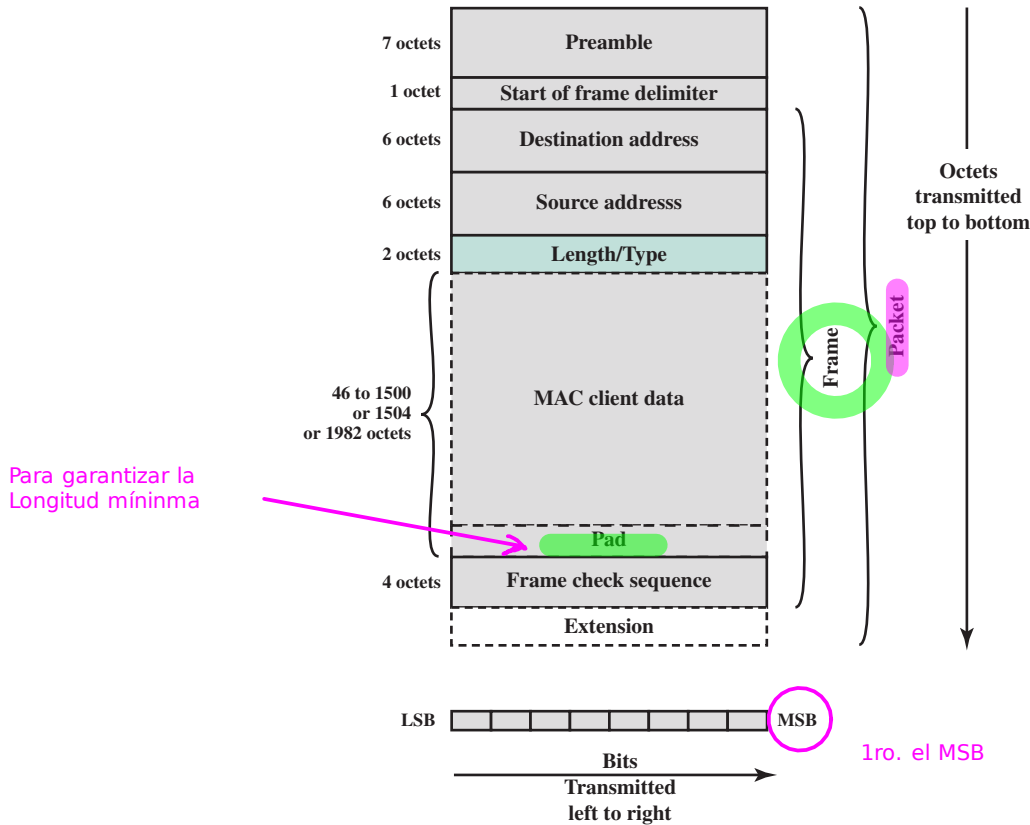 7 octets
Preamble
1 octet
Start of frame delimiter
6 octets
Destination address
6 octets
Source addresss
2 octets
Length/Type
46 to 1500
or 1504
or 1982 octets
MAC client data
Para garantizar la
Longitud míninma
Pad
4 octets
Frame check sequence
Extension
Frame
Packet
Octets
transmitted
top to bottom
LSB
MSB
1ro. el MSB
Bits
Transmitted
left to right